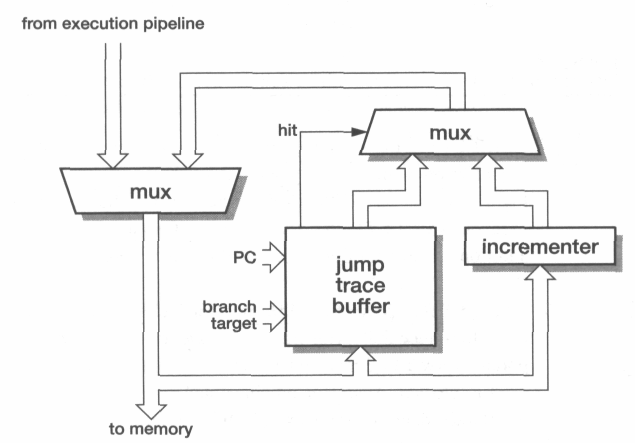 from execution pipeline
hit
mux
mux
PC
jump
trace
buffer
incrementer
branch
target
to memory